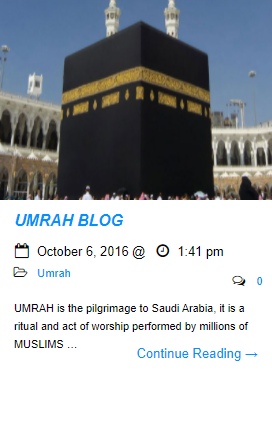 UMRAH BLOG
October 6, 2016 @ 1:41 pm
Umrah
0
UMRAH is the pilgrimage to Saudi Arabia, it is a
ritual and act of worship performed by millions of
MUSLIMS ...
Continue Reading →